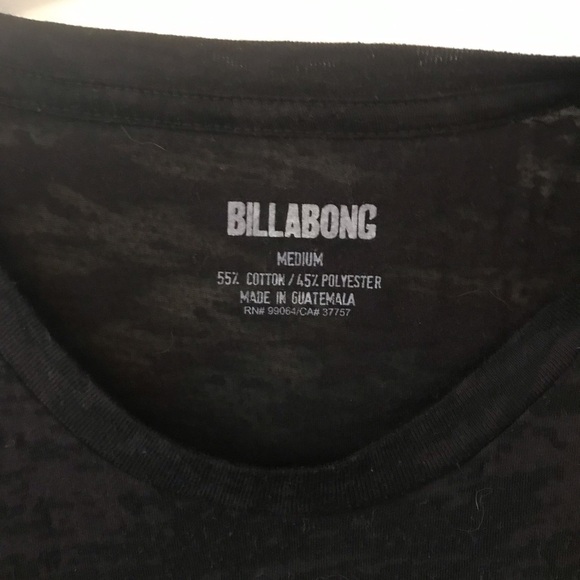 BILLABONG
MEDIUM
55% COTTON / 45% POLYESTER
MADE IN GUATEMALA
RN# 99064/CA# 37757